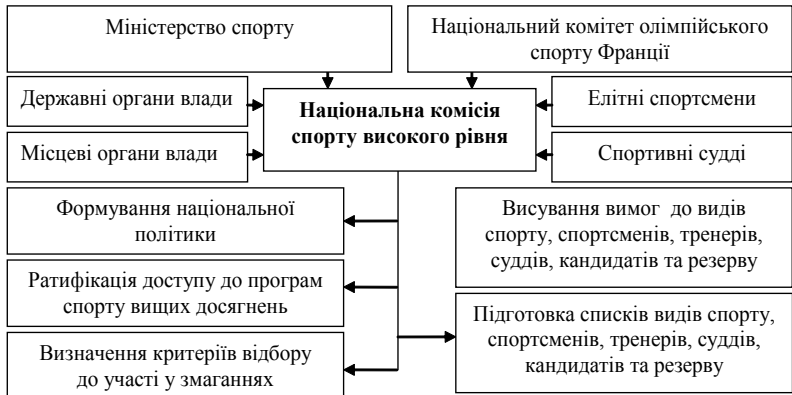 Міністерство спорту
Національний комітет олімпійського
спорту Франції
Державні органи влади
Національна комісія
спорту високого рівня
Елітні спортсмени
Місцеві органи влади
Спортивні судді
Формування національної
політики
Висування вимог до видів
спорту, спортсменів, тренерів,
суддів, кандидатів та резерву
Ратифікація доступу до програм
спорту вищих досягнень
Підготовка списків видів спорту,
спортсменів, тренерів, суддів,
кандидатів та резерву
Визначення критеріїв відбору
до участі у змаганнях